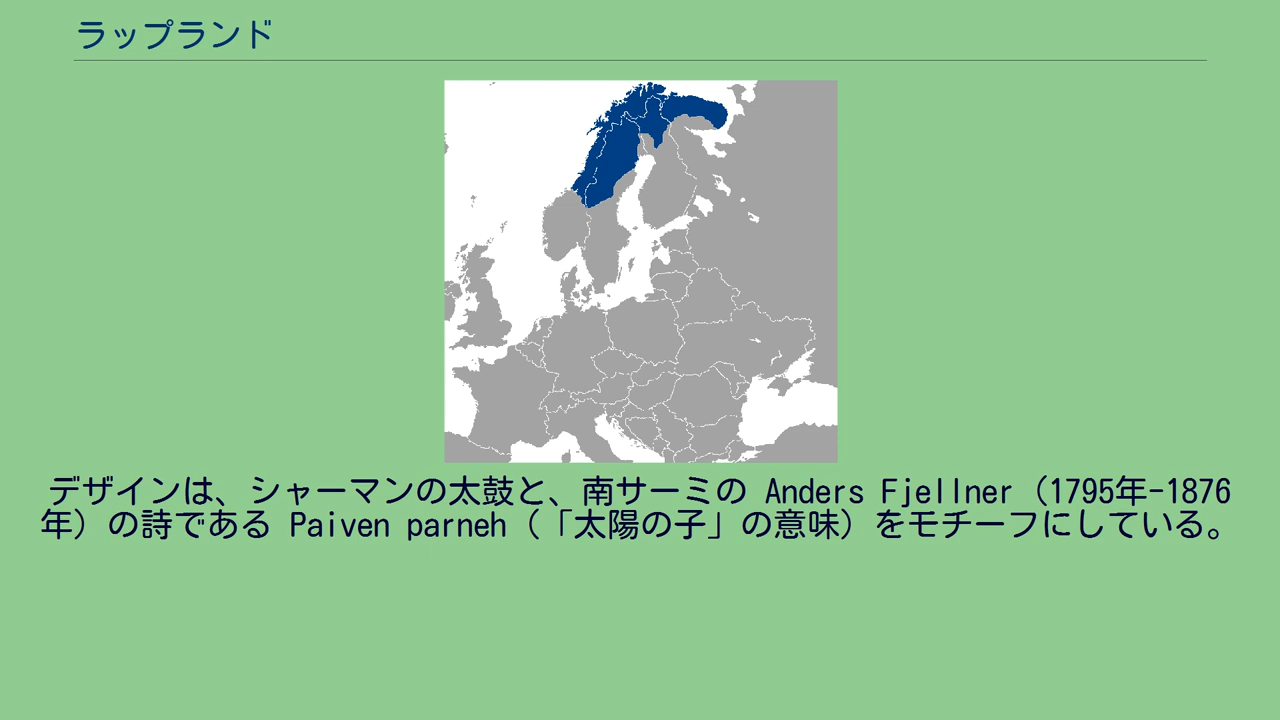 ラップランド
デザインは、シャーマンの太鼓と、南サーミの Anders Fjellner（1795年-1876
年）の詩である Paiven parneh（「太陽の子」の意味）をモチーフにしている。